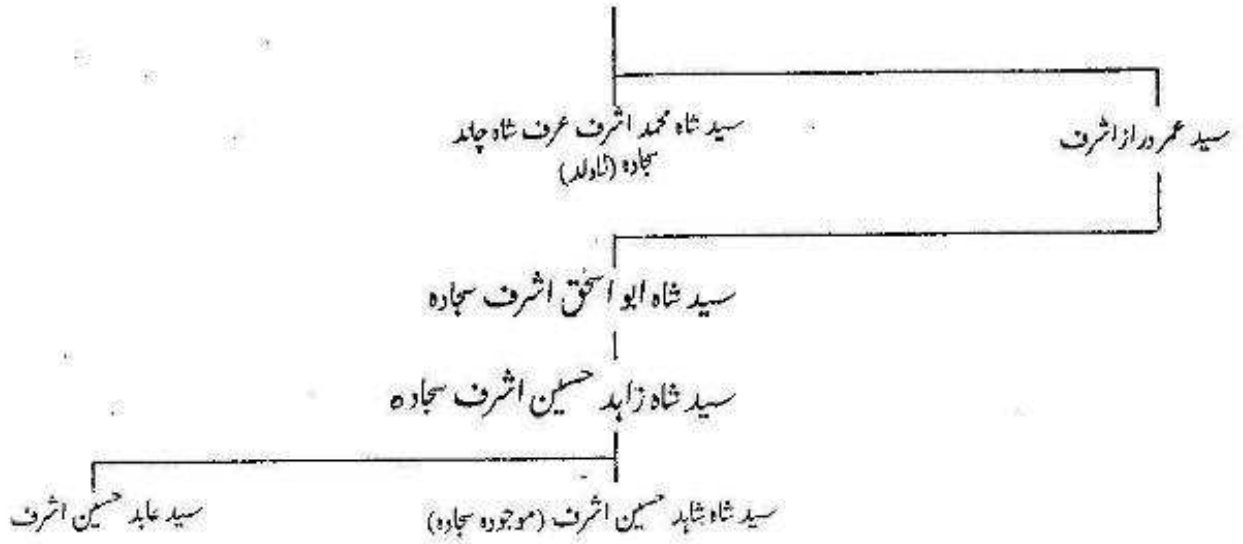 سید عمر دراز اشرف
سید شاہ محمد اشرف عرف شاہ چاند
سجادہ (لاولد)
سید شاہ ابو اسحٰق اشرف سجادہ
سید شاہ زاہد حسین اشرف سجادہ
سید شاہ شاہد حسین اشرف (موجودہ سجادہ)
سید عابد حسین اشرف